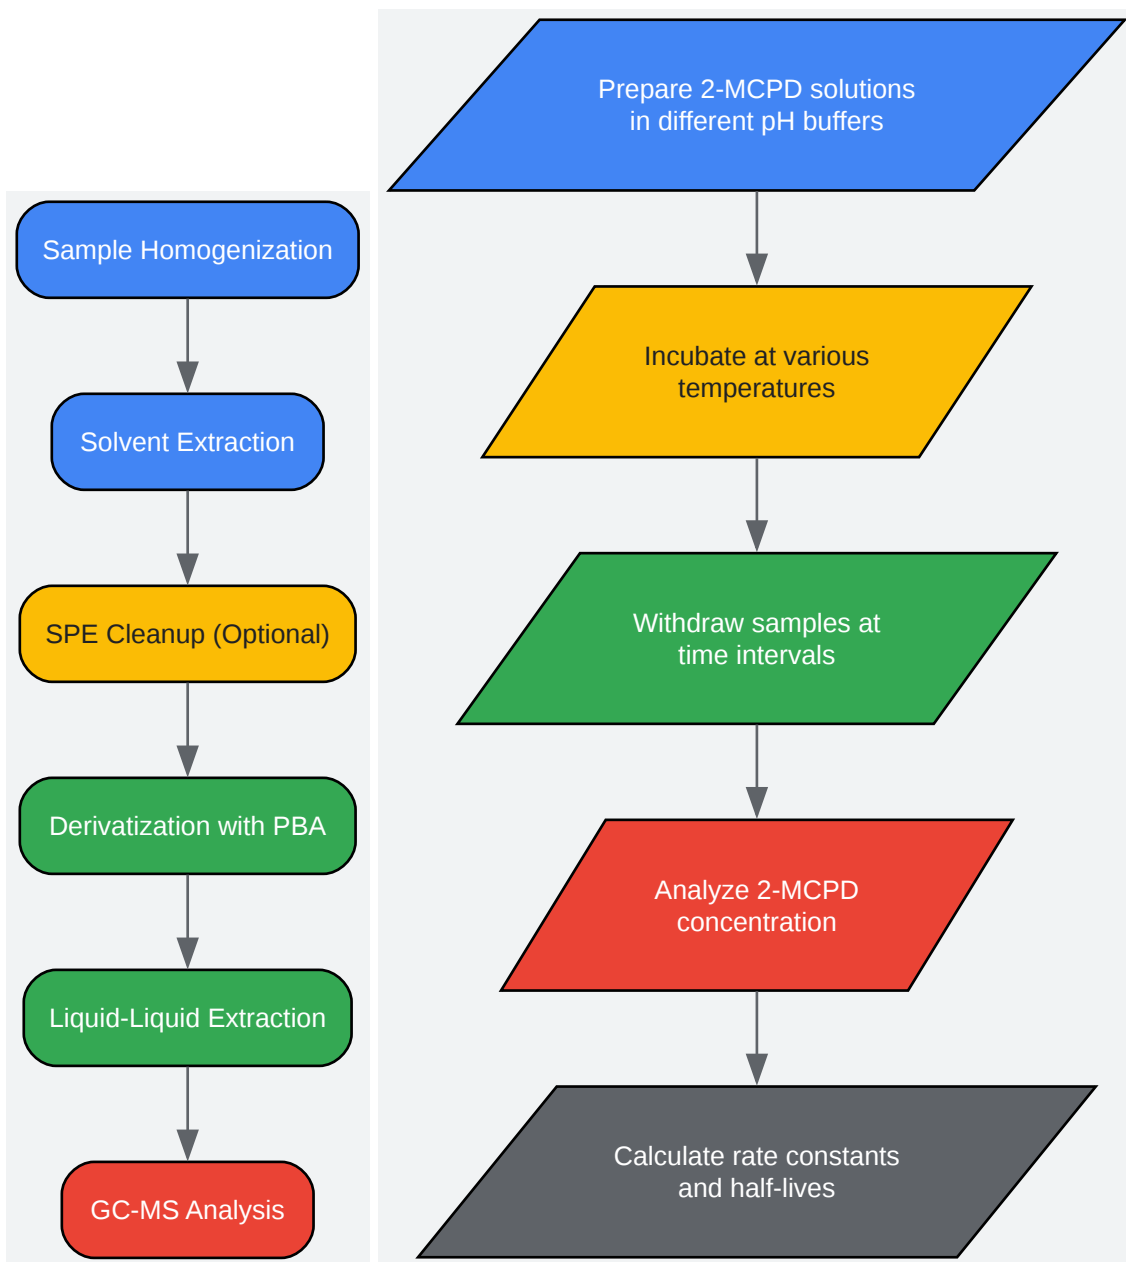 Sample Homogenization
Solvent Extraction
SPE Cleanup (Optional)
Derivatization with PBA
Liquid-Liquid Extraction
GC-MS Analysis
Prepare 2-MCPD solutions
in different pH buffers
Incubate at various
temperatures
Withdraw samples at
time intervals
Analyze 2-MCPD
concentration
Calculate rate constants
and half-lives